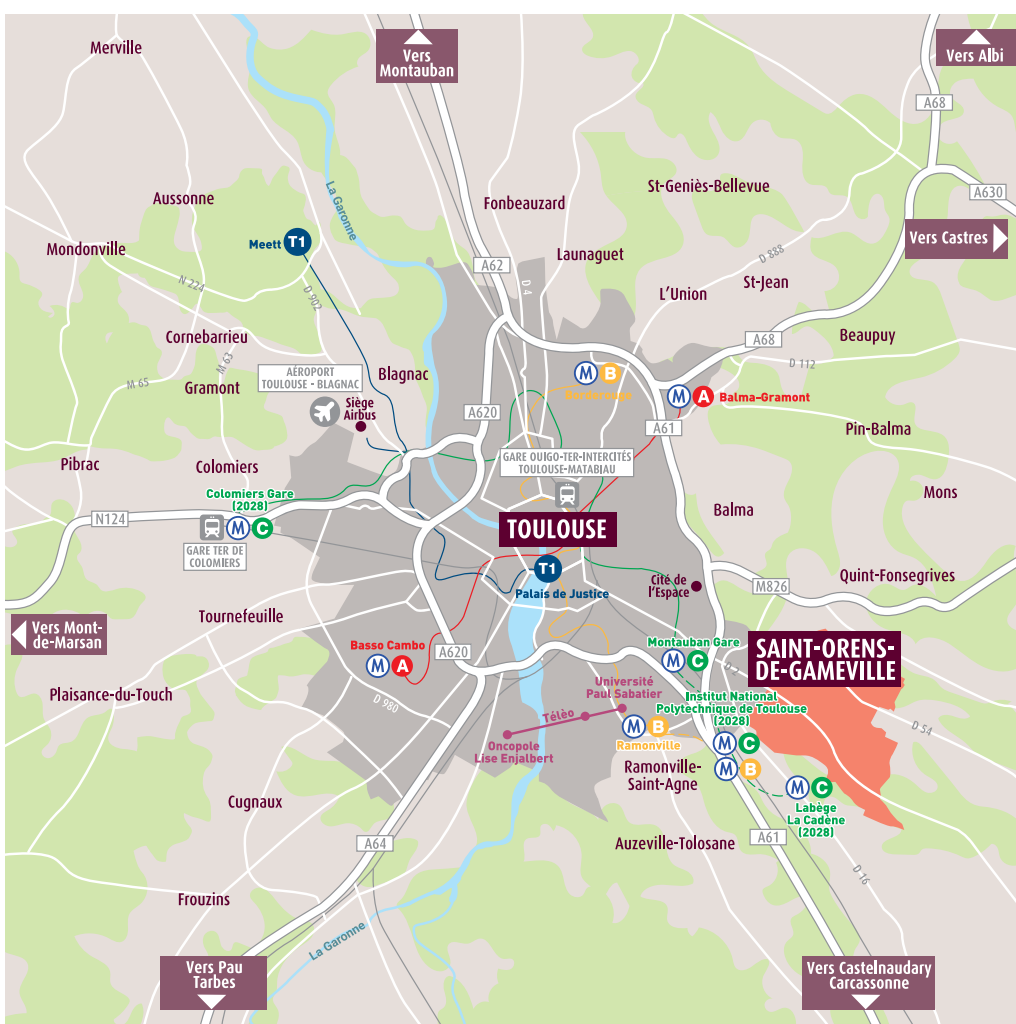 Merville
Vers
Montauban
Vers Albi
A68
St-Geniès-Bellevue
A630
Aussonne
La Garonne
Fonbeauzard
Mondonville
Meett
T1
Launaguet
D 888
Vers Castres
A62
N 224
D 902
D 4
St-Jean
L'Union
Cornebarrieu
A68
Beaupuy
M 63
D 112
AÉROPORT
TOULOUSE - BLAGNAC
Blagnac
M
B
Borderouge
M 65
Gramont
Siège
Airbus
M
A
Balma-Gramont
A620
A61
Pin-Balma
Pibrac
Colomiers
GARE OUIGO-TER-INTERCITÉS
TOULOUSE-MATABIAU
Mons
Colomiers Gare
(2028)
N124
M
C
TOULOUSE
Balma
GARE TER DE
COLOMIERS
T1
Palais de Justice
Cité de
l'Espace
M826
Quint-Fonsegrives
Tournefeuille
Vers Mont-
de-Marsan
Basso Cambo
M
A
A620
Montauban Gare
M
C
D 2
SAINT-ORENS-
DE-GAMEVILLE
Plaisance-du-Touch
Université
Paul Sabatier
Institut National
Polytechnique de Toulouse
(2028)
D 980
Téléo
M
B
Ramonville
M
C
D 54
Oncopole
Lise Enjalbert
Ramonville-
Saint-Agne
M
B
M
C
Labège
La Cadène
(2028)
Cugnaux
A64
Auzeville-Tolosane
A61
D 16
Frouzins
La Garonne
Vers Pau
Tarbes
Vers Castelnaudary
Carcassonne